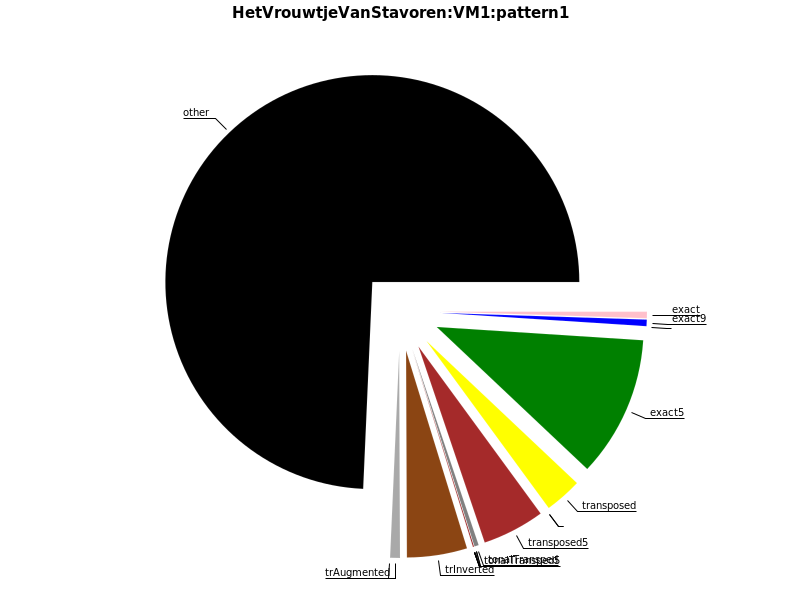 HetVrouwtjeVanStavoren:VM1:pattern1
other
exact
exact9
exact5
transposed
transposed5
trInverted
trAugmented